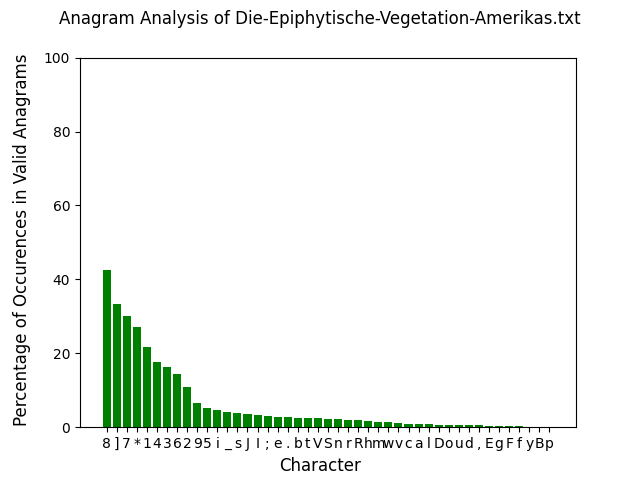 Anagram Analysis of Die-Epiphytische-Vegetation-Amerikas.txt
100
80
60
40
20
0
Percentage of Occurences in Valid Anagrams
8 ] 7 * 1 4 3 6 2 9 5 i _ s J I ; e . b t V S n r R h m w v c a l D o u d , E g F f y B p
Character